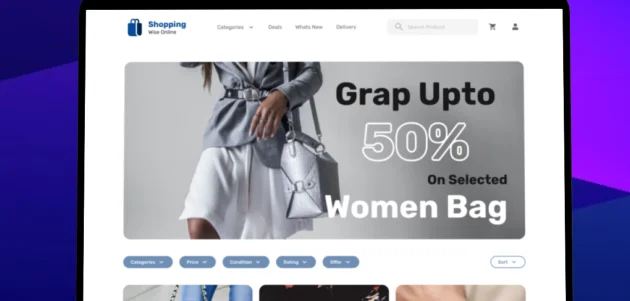 Shopping
Wise Online
Categories
Deals
Whats New
Delivery
Search Product
Grap Upto
50%
On Selected
Women Bag
Categories
Price
Condition
Rating
Offer
Sort